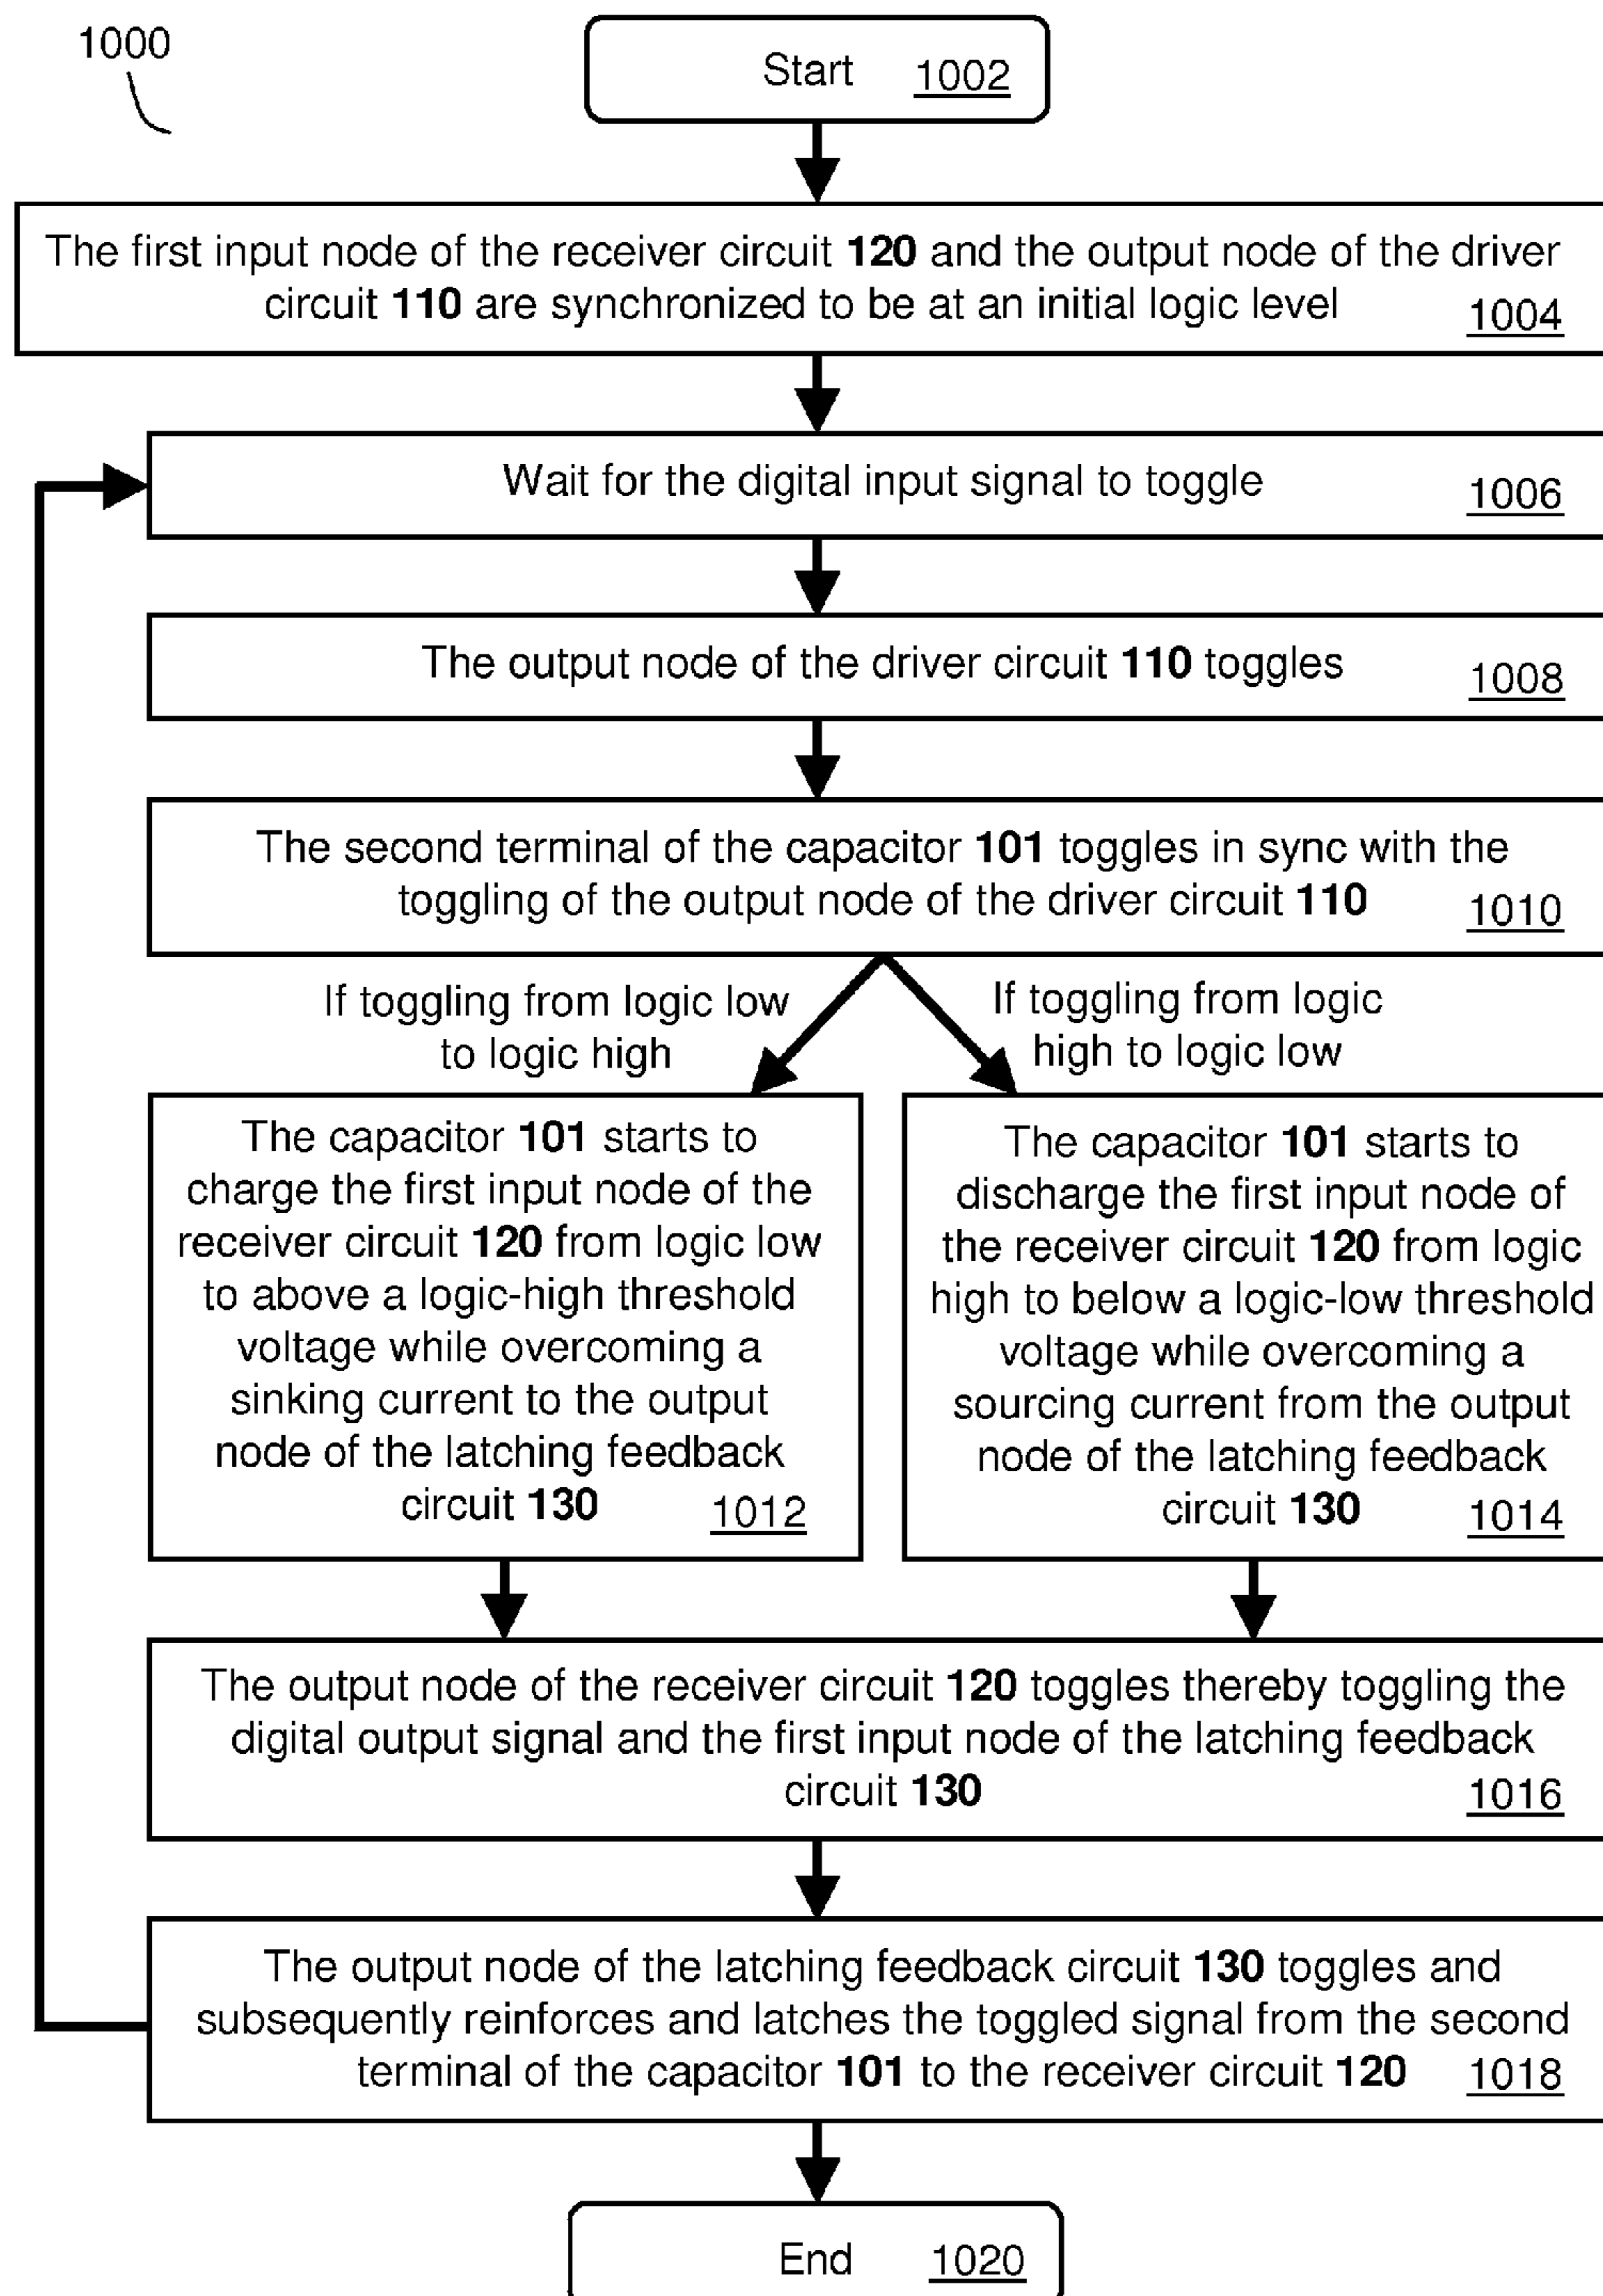 1000
Start 1002
The first input node of the receiver circuit 120 and the output node of the driver
circuit 110 are synchronized to be at an initial logic level 1004
Wait for the digital input signal to toggle 1006
The output node of the driver circuit 110 toggles 1008
The second terminal of the capacitor 101 toggles in sync with the
toggling of the output node of the driver circuit 110 1010
If toggling from logic low
to logic high
If toggling from logic
high to logic low
The capacitor 101 starts to
charge the first input node of the
receiver circuit 120 from logic low
to above a logic-high threshold
voltage while overcoming a
sinking current to the output
node of the latching feedback
circuit 130 1012
The capacitor 101 starts to
discharge the first input node of
the receiver circuit 120 from logic
high to below a logic-low threshold
voltage while overcoming a
sourcing current from the output
node of the latching feedback
circuit 130 1014
The output node of the receiver circuit 120 toggles thereby toggling the
digital output signal and the first input node of the latching feedback
circuit 130 1016
The output node of the latching feedback circuit 130 toggles and
subsequently reinforces and latches the toggled signal from the second
terminal of the capacitor 101 to the receiver circuit 120 1018
End 1020